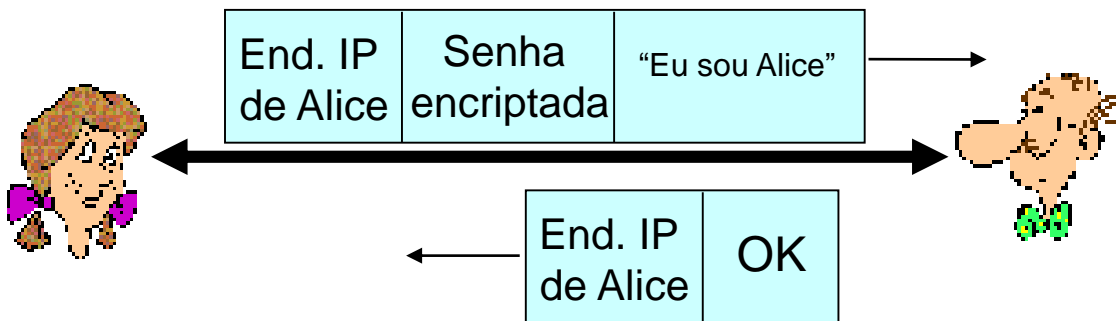 End. IP
de Alice
Senha
encriptada
“Eu sou Alice”
End. IP
de Alice
OK